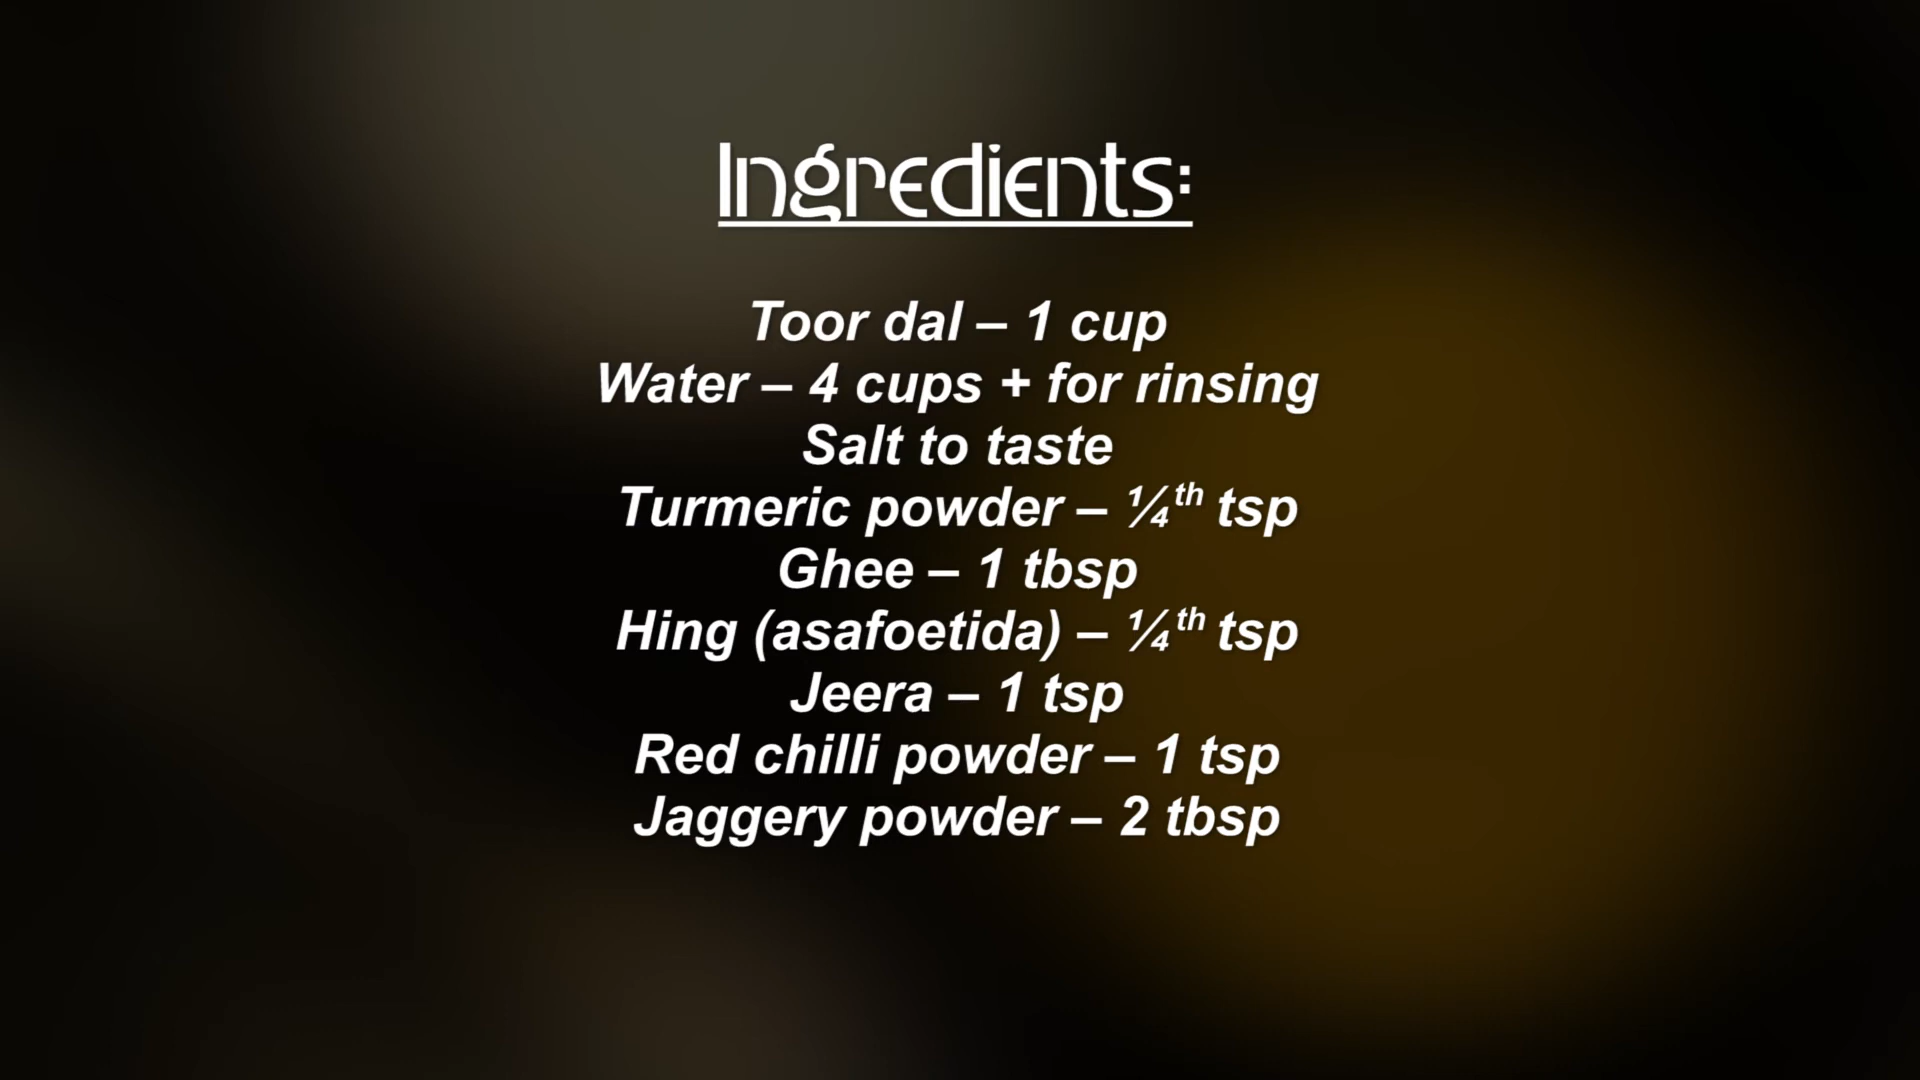 Ingredients:
Toor dal – 1 cup
Water – 4 cups + for rinsing
Salt to taste
Turmeric powder – ¼th tsp
Ghee – 1 tbsp
Hing (asafoetida) – ¼th tsp
Jeera – 1 tsp
Red chilli powder – 1 tsp
Jaggery powder – 2 tbsp